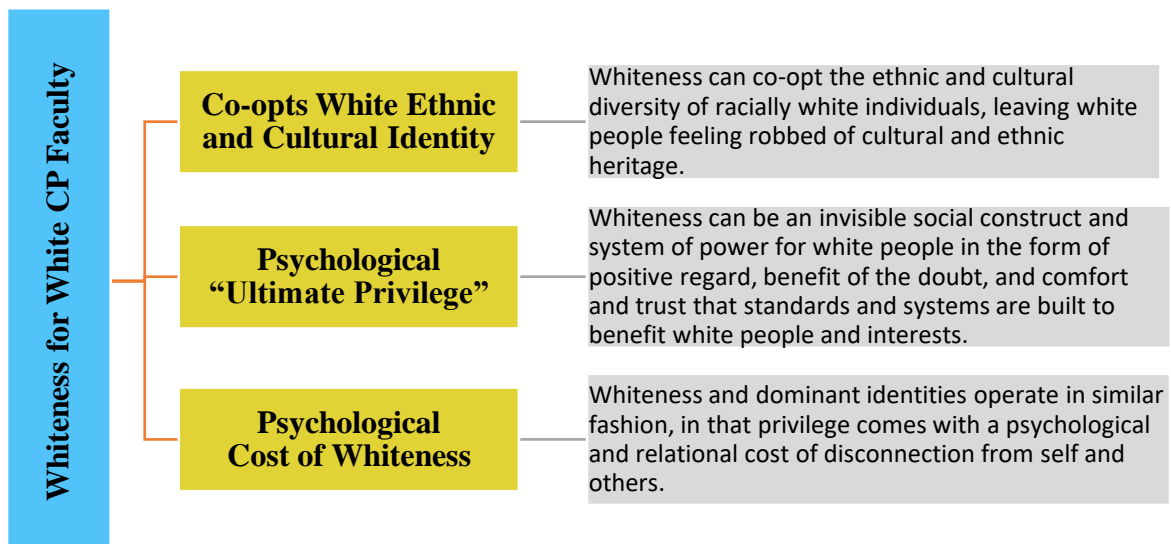 Whiteness for White CP Faculty
Co-opts White Ethnic
and Cultural Identity
Whiteness can co-opt the ethnic and cultural
diversity of racially white individuals, leaving white
people feeling robbed of cultural and ethnic
heritage.
Psychological
“Ultimate Privilege”
Whiteness can be an invisible social construct and
system of power for white people in the form of
positive regard, benefit of the doubt, and comfort
and trust that standards and systems are built to
benefit white people and interests.
Psychological
Cost of Whiteness
Whiteness and dominant identities operate in similar
fashion, in that privilege comes with a psychological
and relational cost of disconnection from self and
others.